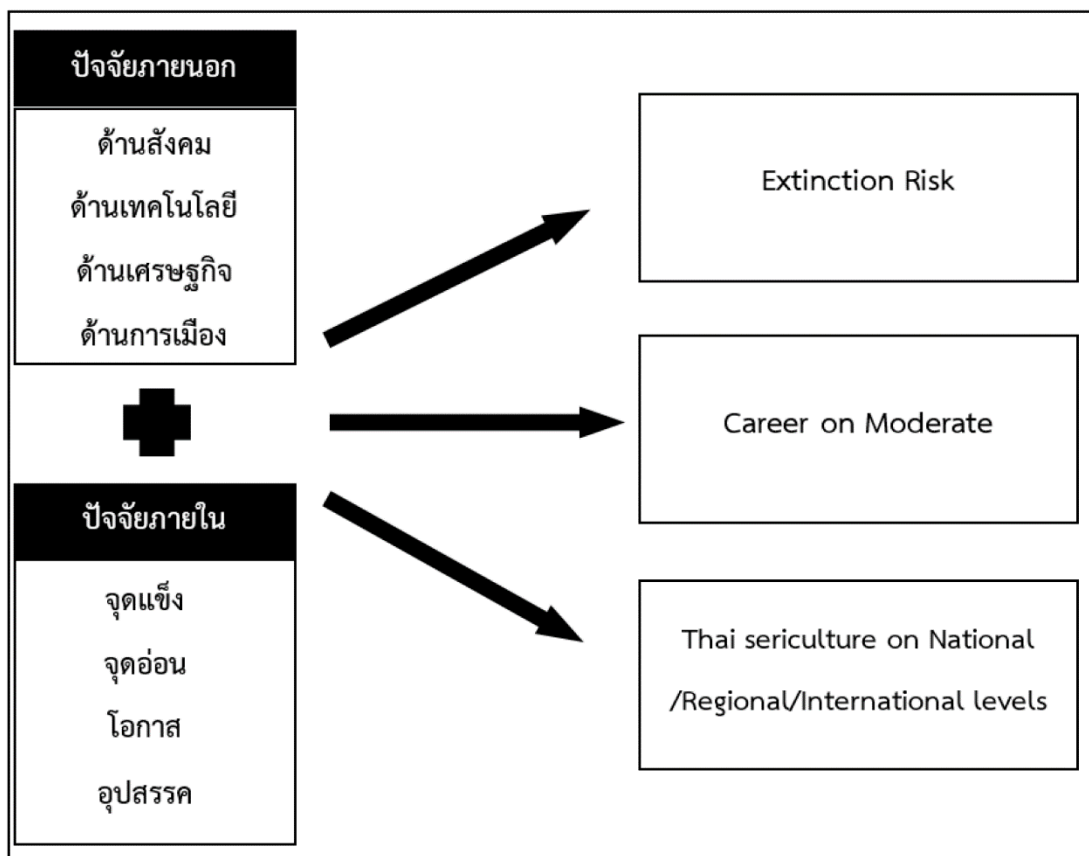 ปัจจัยภายนอก
ด้านสังคม
ด้านเทคโนโลยี
ด้านเศรษฐกิจ
ด้านการเมือง
ปัจจัยภายใน
จุดแข็ง
จุดอ่อน
โอกาส
อุปสรรค
Extinction Risk
Career on Moderate
Thai sericulture on National
/Regional/International levels